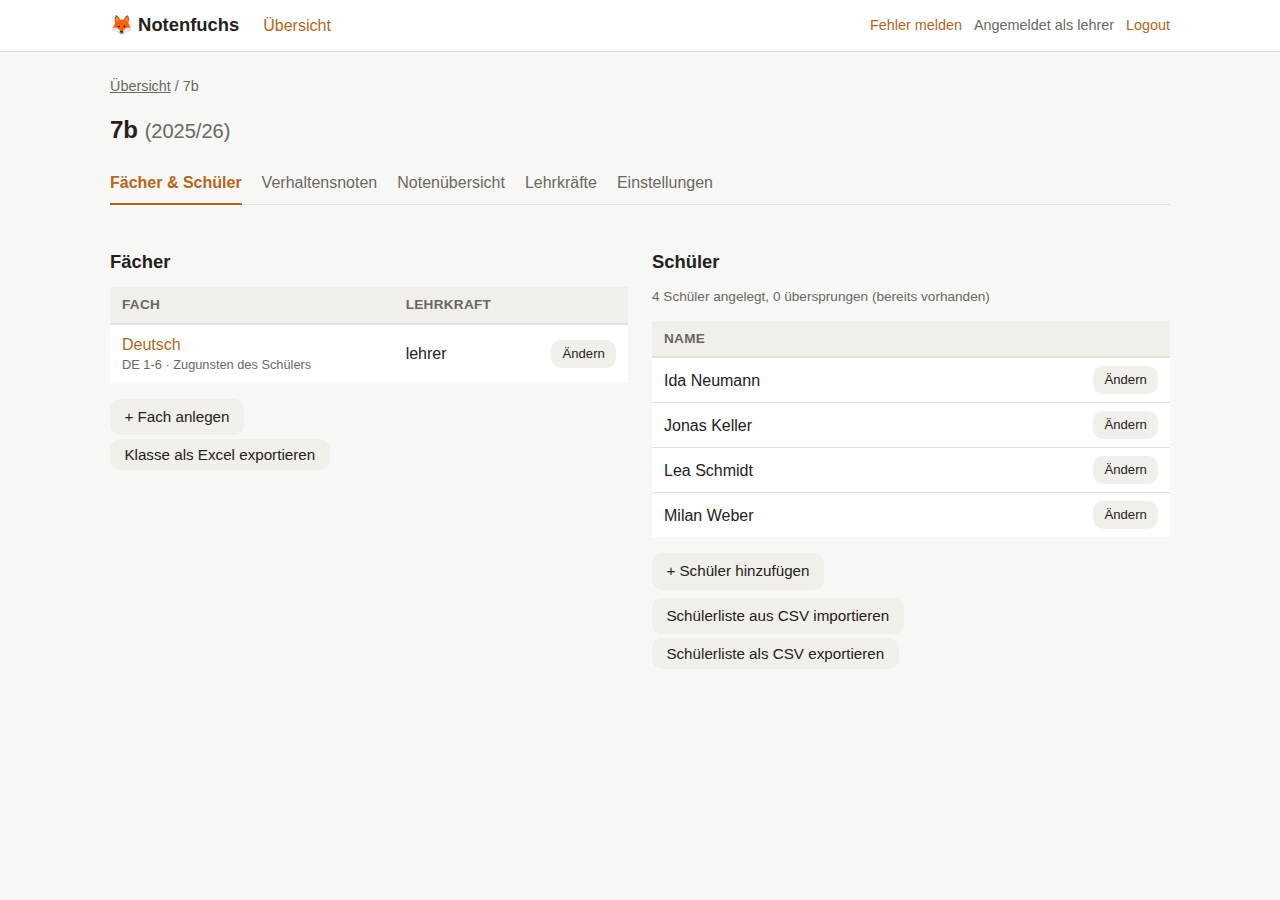 🦊 Notenfuchs Übersicht Fehler melden Angemeldet als lehrer Logout
Übersicht / 7b
7b (2025/26)
Fächer & Schüler Verhaltensnoten Notenübersicht Lehrkräfte Einstellungen
Fächer
FACH LEHRKRAFT
Deutsch
DE 1-6 · Zugunsten des Schülers
lehrer
Ändern
+ Fach anlegen
Klasse als Excel exportieren
Schüler
4 Schüler angelegt, 0 übersprungen (bereits vorhanden)
NAME
Ida Neumann Ändern
Jonas Keller Ändern
Lea Schmidt Ändern
Milan Weber Ändern
+ Schüler hinzufügen
Schülerliste aus CSV importieren
Schülerliste als CSV exportieren